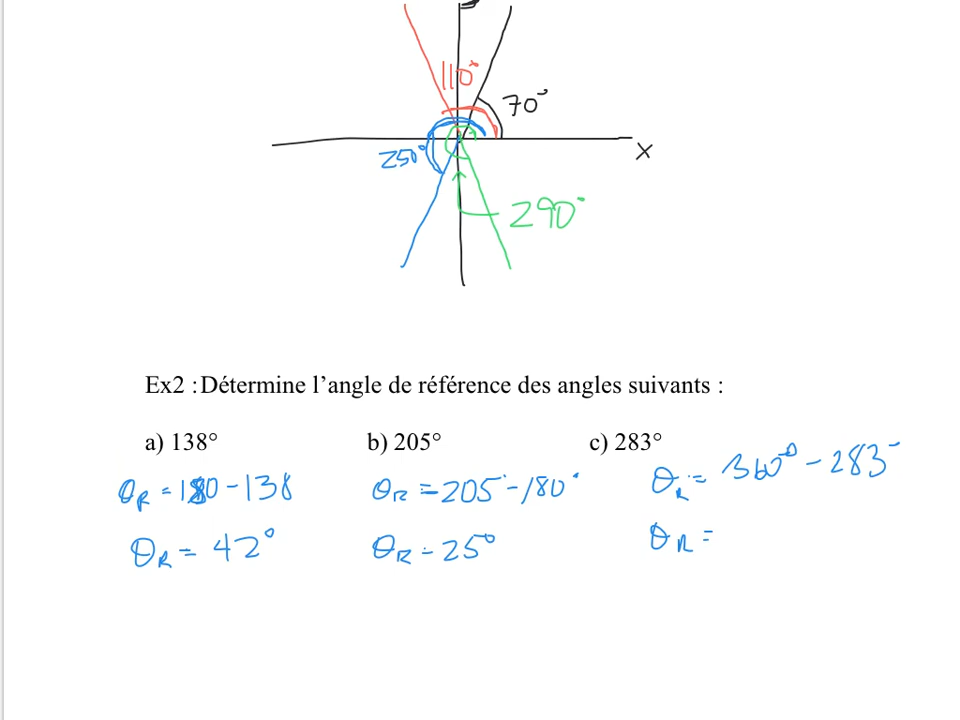 110°
70°
250°
x
290°
Ex2 : Détermine l’angle de référence des angles suivants :
a) 138° b) 205° c) 283°
θR = 180 - 138 θR = 205° - 180° θR = 360° - 283°
θR = 42° θR = 25° θR =